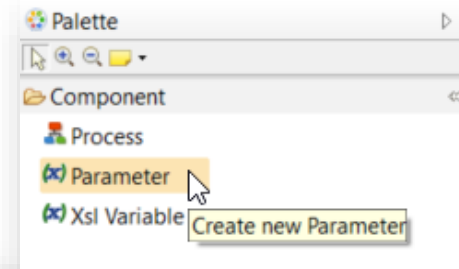 Palette
Component
Process
Parameter
Xsl Variable
Create new Parameter